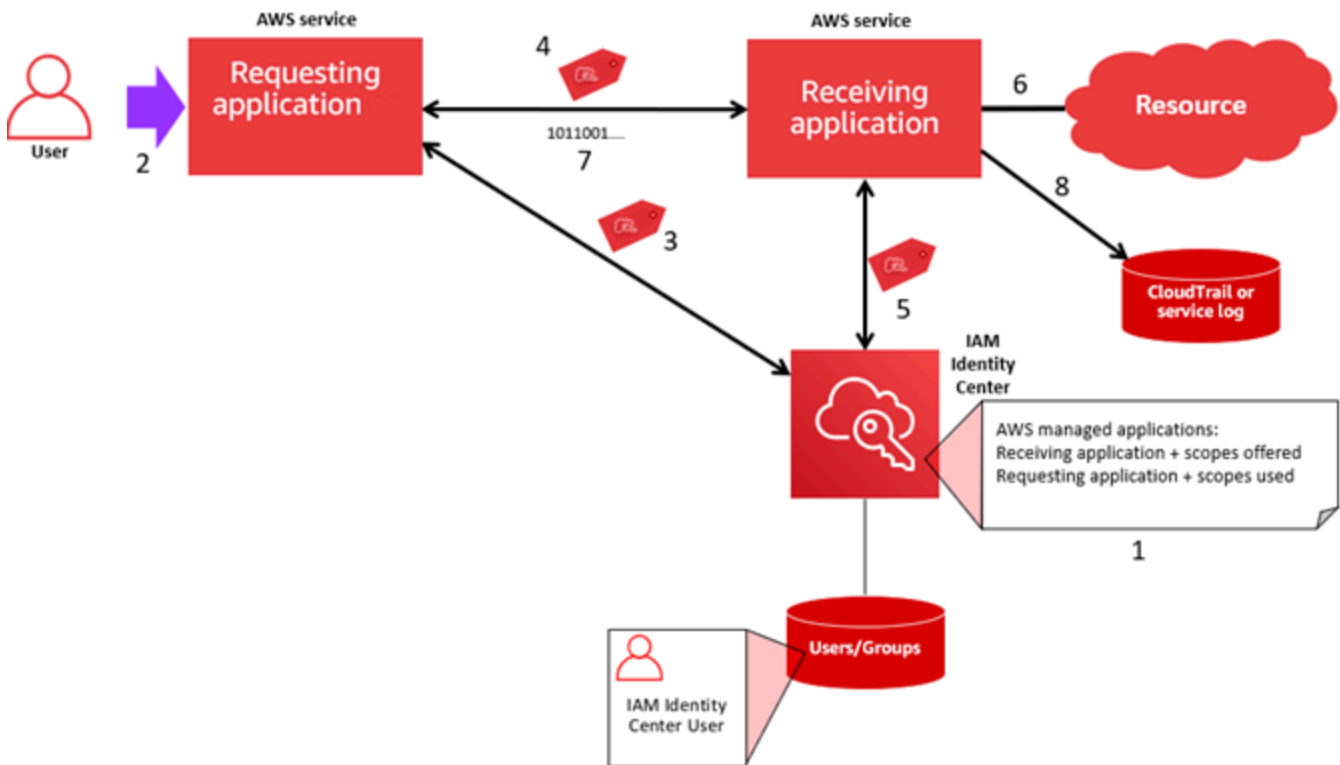 AWS service
AWS service
Requesting
application
4
Receiving
application
6
Resource
User
2
1011001....
7
8
3
5
CloudTrail or
service log
IAM
Identity
Center
AWS managed applications:
Receiving application + scopes offered
Requesting application + scopes used
1
Users/Groups
IAM Identity
Center User